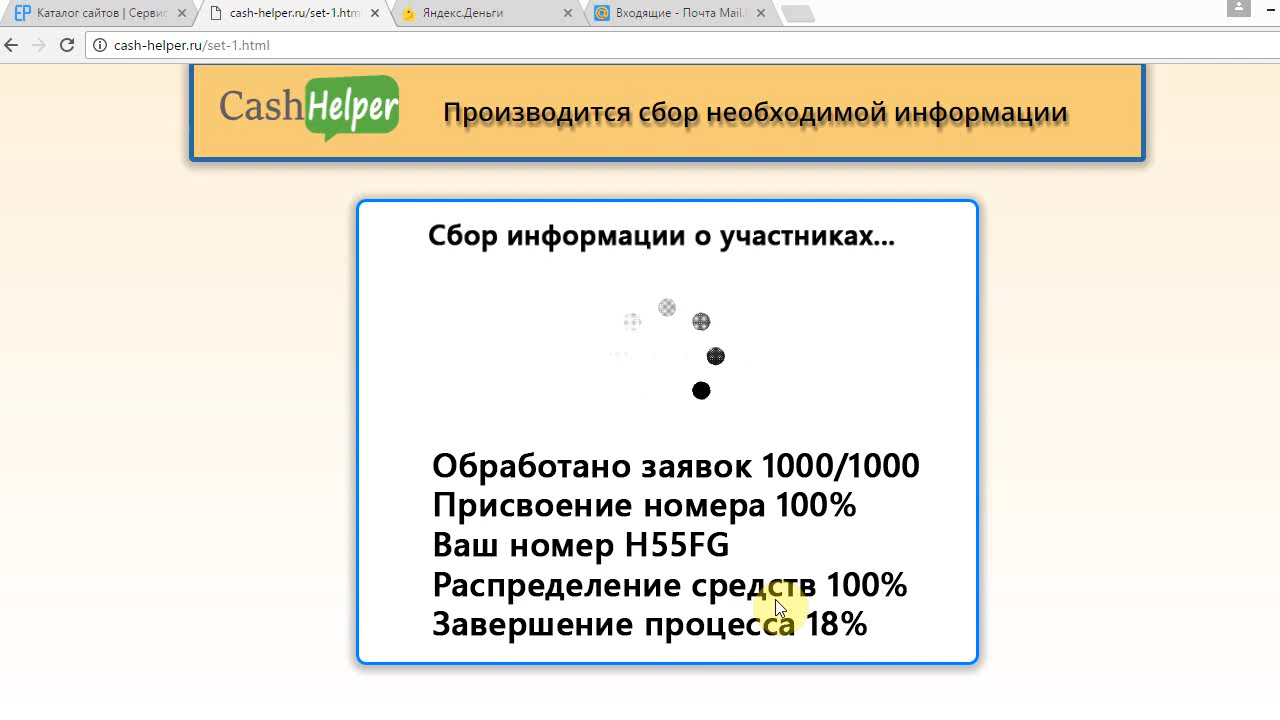 Каталог сайтов | Сервис
cash-helper.ru/set-1.htm
Яндекс.Деньги
Входящие - Почта Mail.
cash-helper.ru/set-1.html
CashHelper
Производится сбор необходимой информации
Сбор информации о участниках...
Обработано заявок 1000/1000
Присвоение номера 100%
Ваш номер H55FG
Распределение средств 100%
Завершение процесса 18%